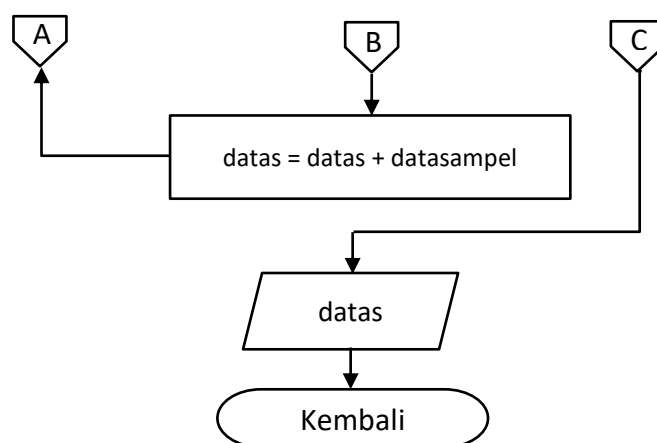 A
B
C
datas = datas + datasampel
datas
Kembali